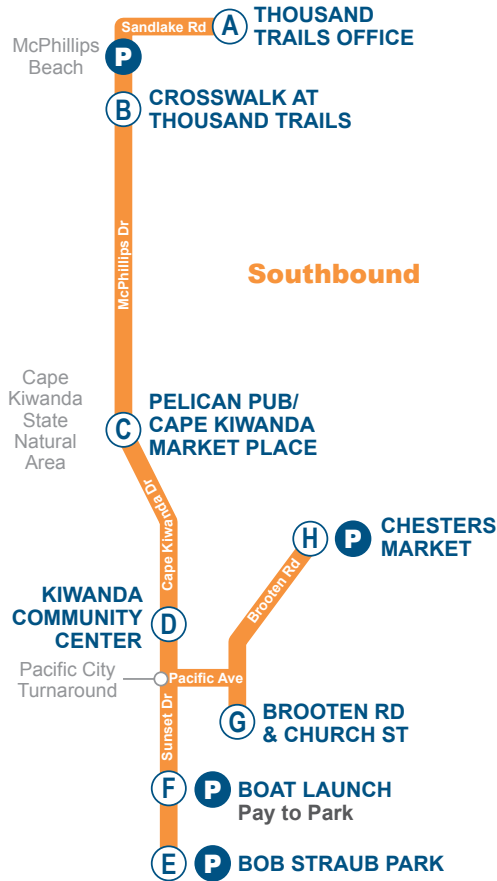 Sandlake Rd
A
THOUSAND
TRAILS OFFICE
McPhillips
Beach
P
B
CROSSWALK AT
THOUSAND TRAILS
McPhillips Dr
Southbound
Cape
Kiwanda
State
Natural
Area
C
PELICAN PUB/
CAPE KIWANDA
MARKET PLACE
Cape Kiwanda Dr
H
P
CHESTERS
MARKET
Brooten Rd
KIWANDA
COMMUNITY
CENTER
D
Pacific City
Turnaround
Pacific Ave
Sunset Dr
G
BROOTEN RD
& CHURCH ST
F
P
BOAT LAUNCH
Pay to Park
E
P
BOB STRAUB PARK